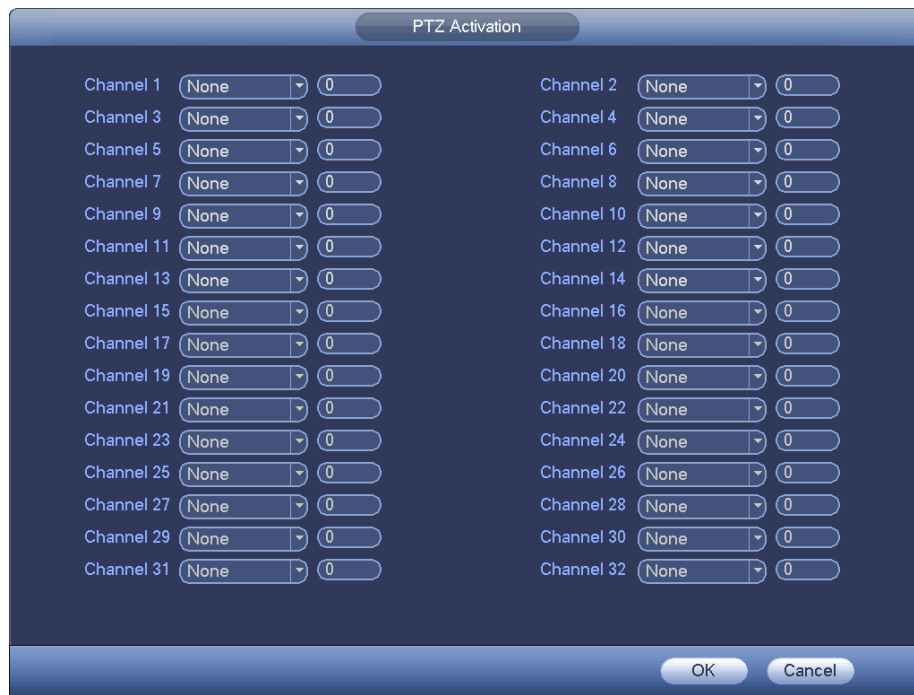 PTZ Activation
Channel 1 None 0 Channel 2 None 0
Channel 3 None 0 Channel 4 None 0
Channel 5 None 0 Channel 6 None 0
Channel 7 None 0 Channel 8 None 0
Channel 9 None 0 Channel 10 None 0
Channel 11 None 0 Channel 12 None 0
Channel 13 None 0 Channel 14 None 0
Channel 15 None 0 Channel 16 None 0
Channel 17 None 0 Channel 18 None 0
Channel 19 None 0 Channel 20 None 0
Channel 21 None 0 Channel 22 None 0
Channel 23 None 0 Channel 24 None 0
Channel 25 None 0 Channel 26 None 0
Channel 27 None 0 Channel 28 None 0
Channel 29 None 0 Channel 30 None 0
Channel 31 None 0 Channel 32 None 0
OK Cancel